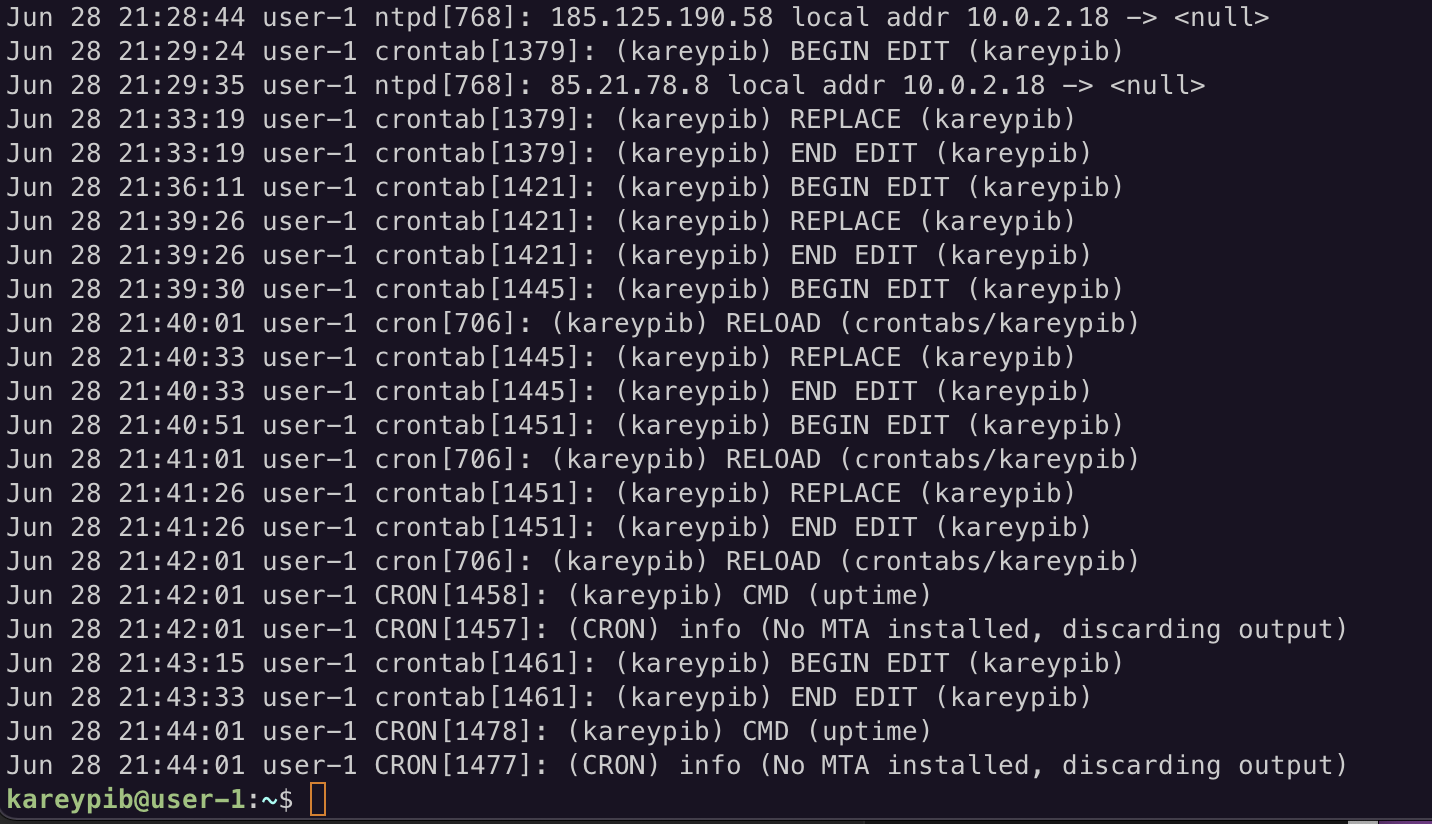 Jun 28 21:28:44 user-1 ntpd[768]: 185.125.190.58 local addr 10.0.2.18 -> <null>
Jun 28 21:29:24 user-1 crontab[1379]: (kareypib) BEGIN EDIT (kareypib)
Jun 28 21:29:35 user-1 ntpd[768]: 85.21.78.8 local addr 10.0.2.18 -> <null>
Jun 28 21:33:19 user-1 crontab[1379]: (kareypib) REPLACE (kareypib)
Jun 28 21:33:19 user-1 crontab[1379]: (kareypib) END EDIT (kareypib)
Jun 28 21:36:11 user-1 crontab[1421]: (kareypib) BEGIN EDIT (kareypib)
Jun 28 21:39:26 user-1 crontab[1421]: (kareypib) REPLACE (kareypib)
Jun 28 21:39:26 user-1 crontab[1421]: (kareypib) END EDIT (kareypib)
Jun 28 21:39:30 user-1 crontab[1445]: (kareypib) BEGIN EDIT (kareypib)
Jun 28 21:40:01 user-1 cron[706]: (kareypib) RELOAD (crontabs/kareypib)
Jun 28 21:40:33 user-1 crontab[1445]: (kareypib) REPLACE (kareypib)
Jun 28 21:40:33 user-1 crontab[1445]: (kareypib) END EDIT (kareypib)
Jun 28 21:40:51 user-1 crontab[1451]: (kareypib) BEGIN EDIT (kareypib)
Jun 28 21:41:01 user-1 cron[706]: (kareypib) RELOAD (crontabs/kareypib)
Jun 28 21:41:26 user-1 crontab[1451]: (kareypib) REPLACE (kareypib)
Jun 28 21:41:26 user-1 crontab[1451]: (kareypib) END EDIT (kareypib)
Jun 28 21:42:01 user-1 cron[706]: (kareypib) RELOAD (crontabs/kareypib)
Jun 28 21:42:01 user-1 CRON[1458]: (kareypib) CMD (uptime)
Jun 28 21:42:01 user-1 CRON[1457]: (CRON) info (No MTA installed, discarding output)
Jun 28 21:43:15 user-1 crontab[1461]: (kareypib) BEGIN EDIT (kareypib)
Jun 28 21:43:33 user-1 crontab[1461]: (kareypib) END EDIT (kareypib)
Jun 28 21:44:01 user-1 CRON[1478]: (kareypib) CMD (uptime)
Jun 28 21:44:01 user-1 CRON[1477]: (CRON) info (No MTA installed, discarding output)
kareypib@user-1:~$